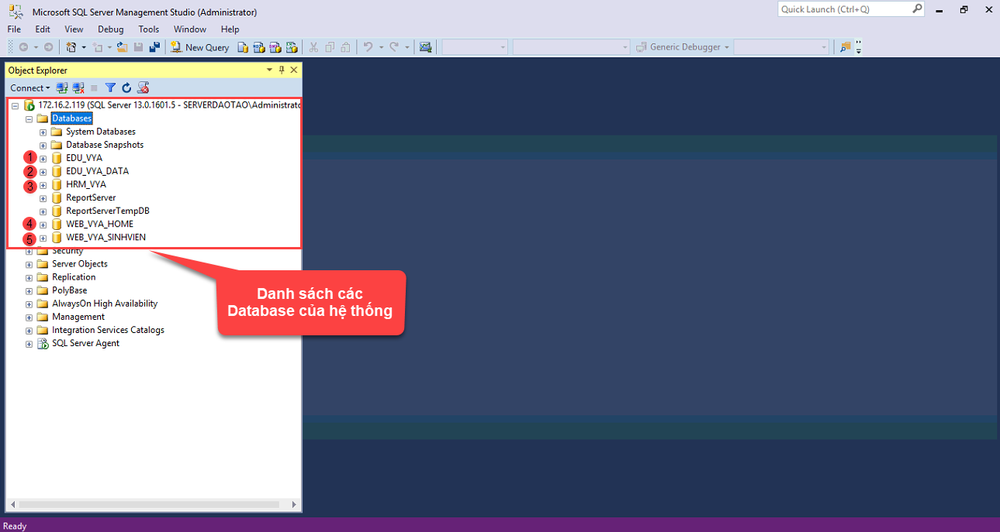 Microsoft SQL Server Management Studio (Administrator)
Quick Launch (Ctrl+Q)
File Edit View Debug Tools Window Help
New Query
Generic Debugger
Object Explorer
Connect
172.16.2.119 (SQL Server 13.0.1601.5 - SERVERDAOTAO\Administrato
Databases
System Databases
Database Snapshots
1 EDU_VYA
2 EDU_VYA_DATA
3 HRM_VYA
ReportServer
ReportServerTempDB
4 WEB_VYA_HOME
5 WEB_VYA_SINHVIEN
Security
Server Objects
Replication
PolyBase
AlwaysOn High Availability
Management
Integration Services Catalogs
SQL Server Agent
Danh sách các
Database của hệ thống
Ready